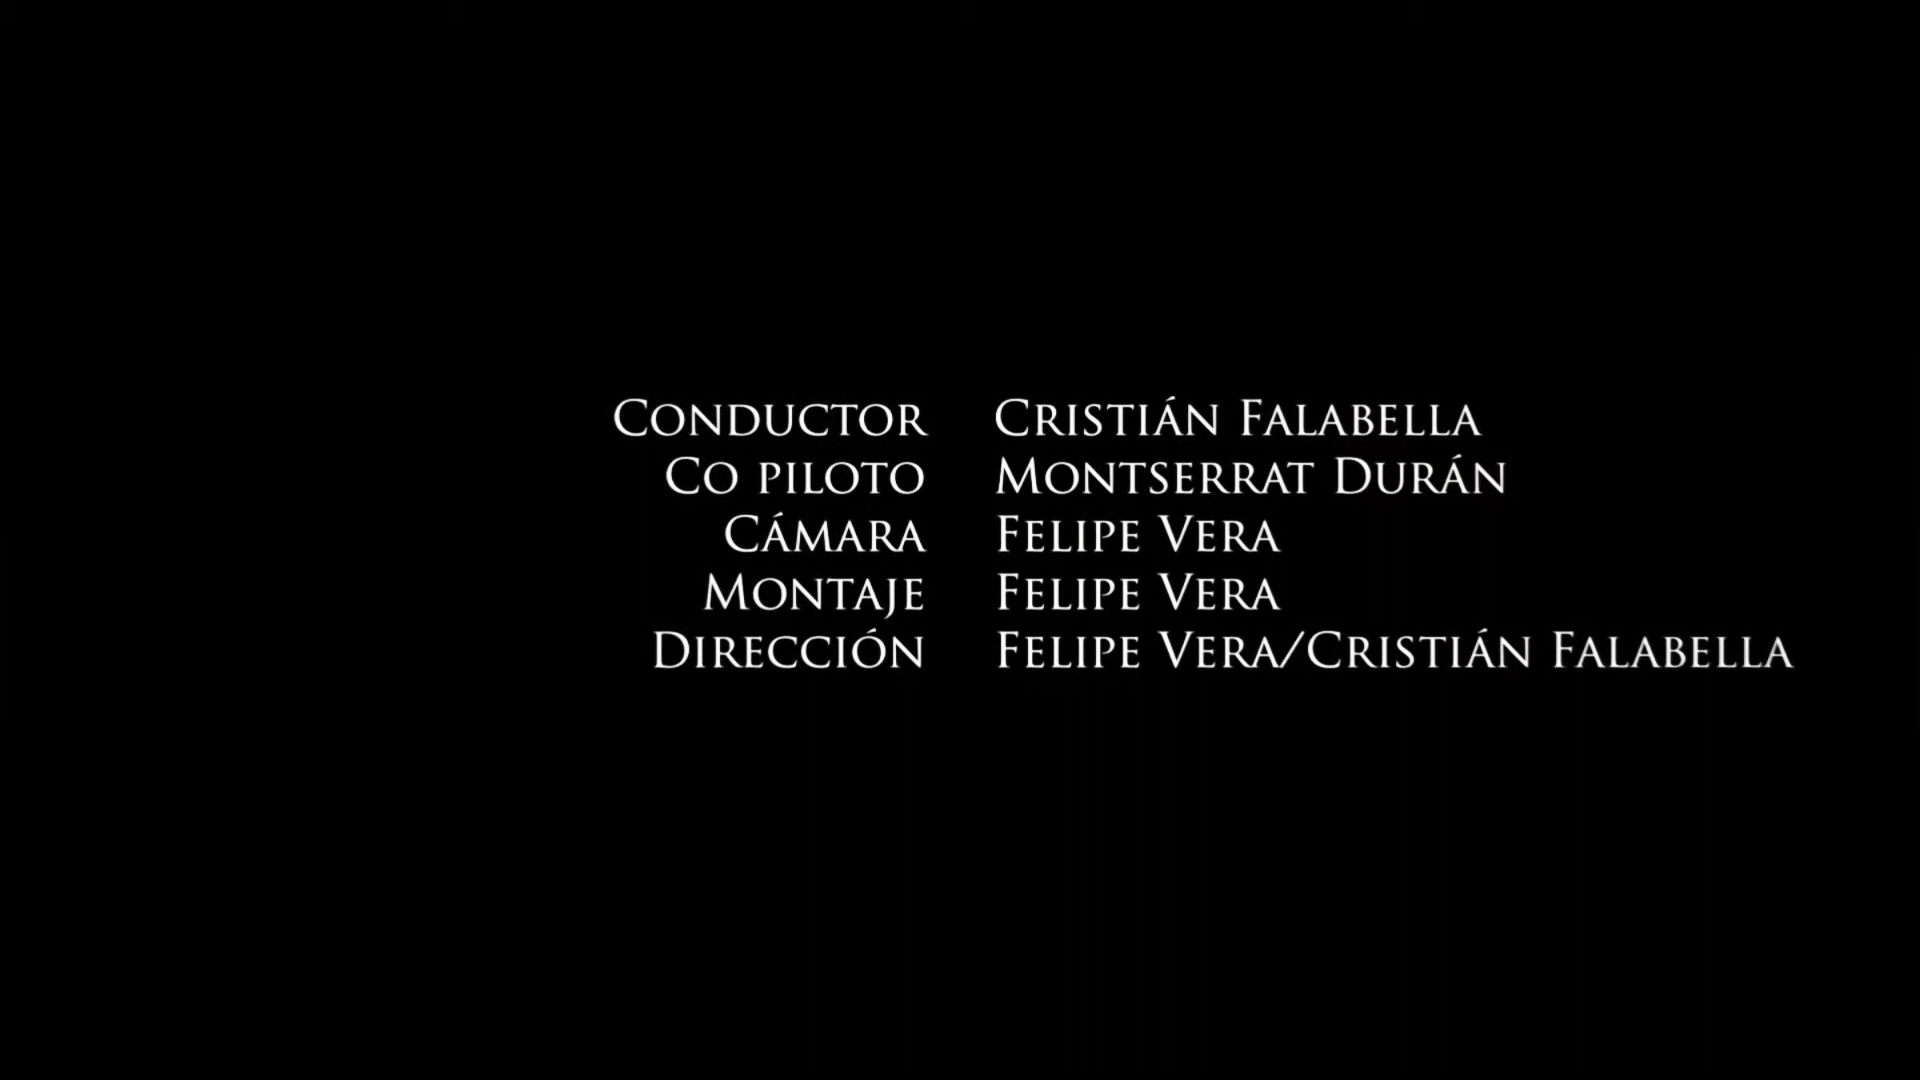 Conductor Cristián Falabella
Co piloto Montserrat Durán
Cámara Felipe Vera
Montaje Felipe Vera
Dirección Felipe Vera/Cristián Falabella